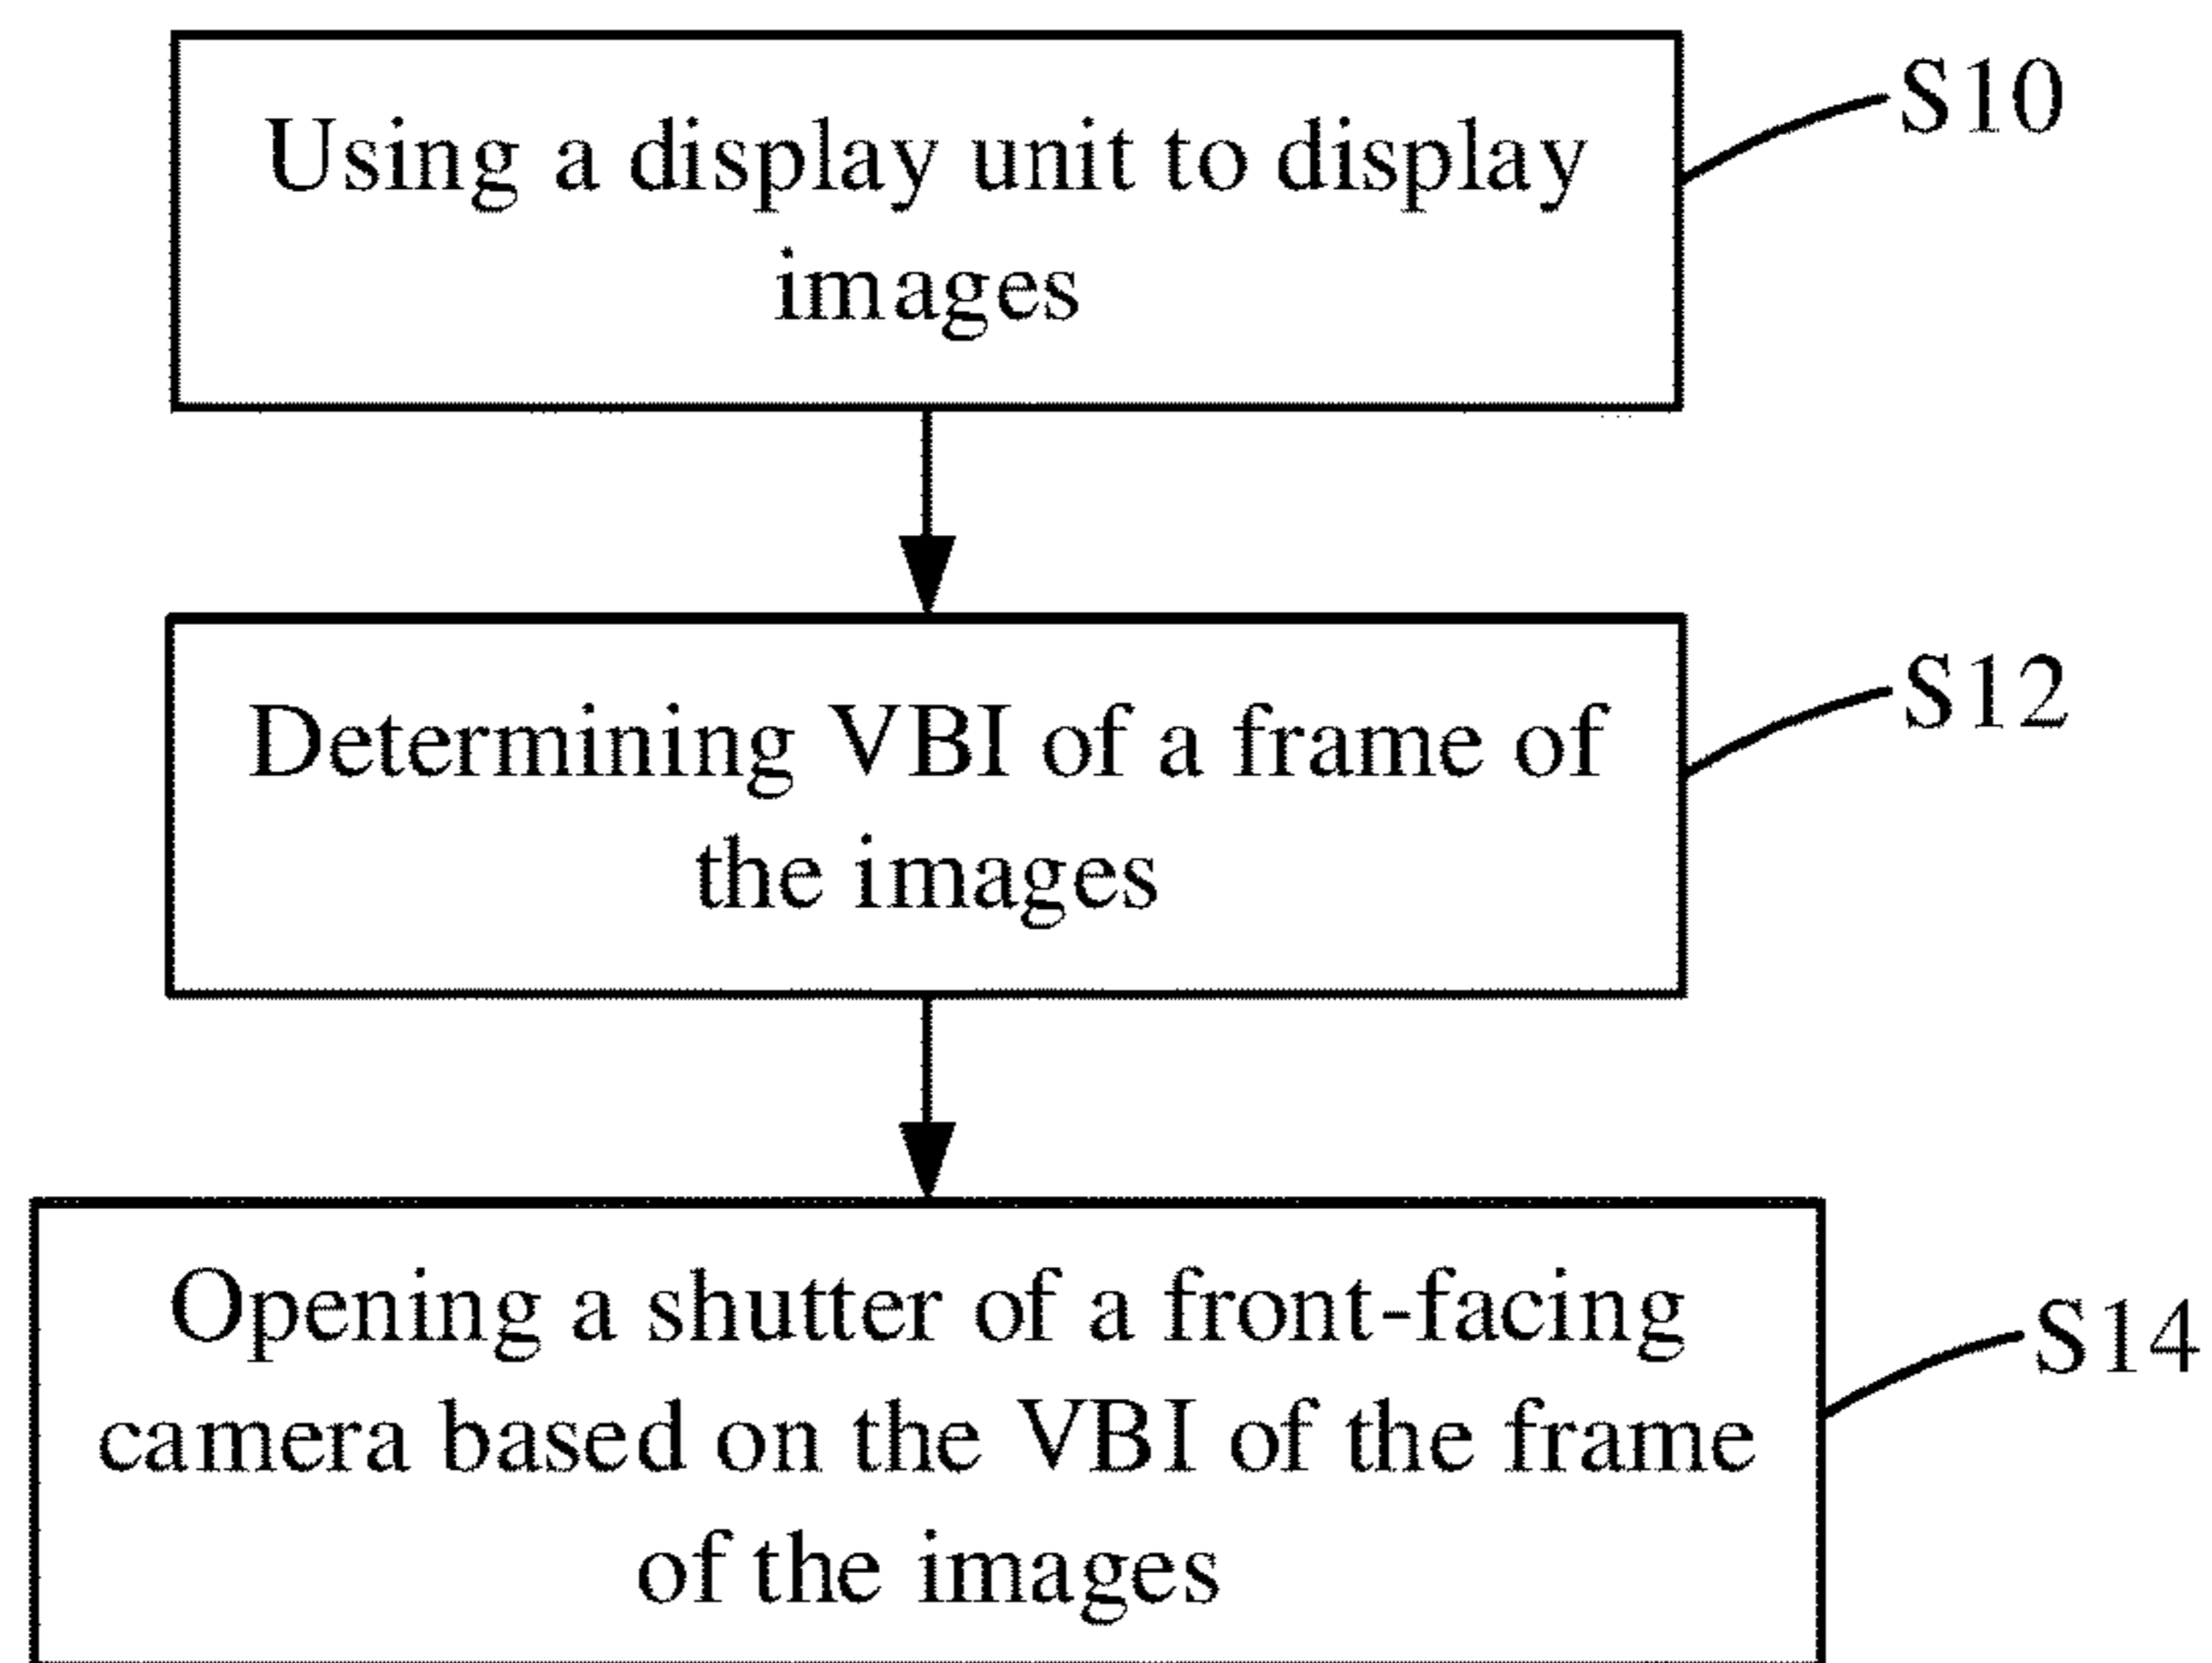 Using a display unit to display
images
S10
Determining VBI of a frame of
the images
S12
Opening a shutter of a front-facing
camera based on the VBI of the frame
of the images
S14